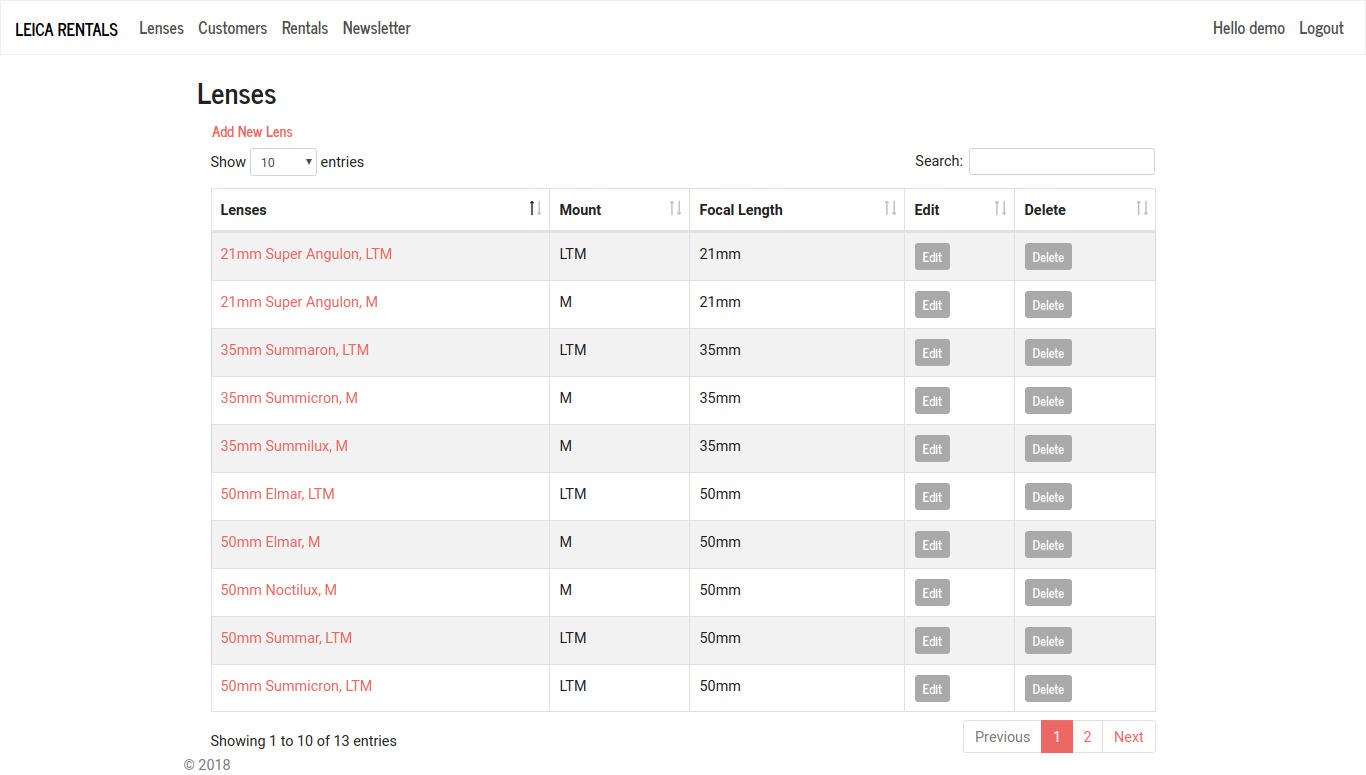 LEICA RENTALS Lenses Customers Rentals Newsletter Hello demo Logout
Lenses
Add New Lens
Show 10 entries Search:
Lenses Mount Focal Length Edit Delete
21mm Super Angulon, LTM LTM 21mm Edit Delete
21mm Super Angulon, M M 21mm Edit Delete
35mm Summaron, LTM LTM 35mm Edit Delete
35mm Summicron, M M 35mm Edit Delete
35mm Summilux, M M 35mm Edit Delete
50mm Elmar, LTM LTM 50mm Edit Delete
50mm Elmar, M M 50mm Edit Delete
50mm Noctilux, M M 50mm Edit Delete
50mm Summar, LTM LTM 50mm Edit Delete
50mm Summicron, LTM LTM 50mm Edit Delete
Showing 1 to 10 of 13 entries Previous 1 2 Next
© 2018